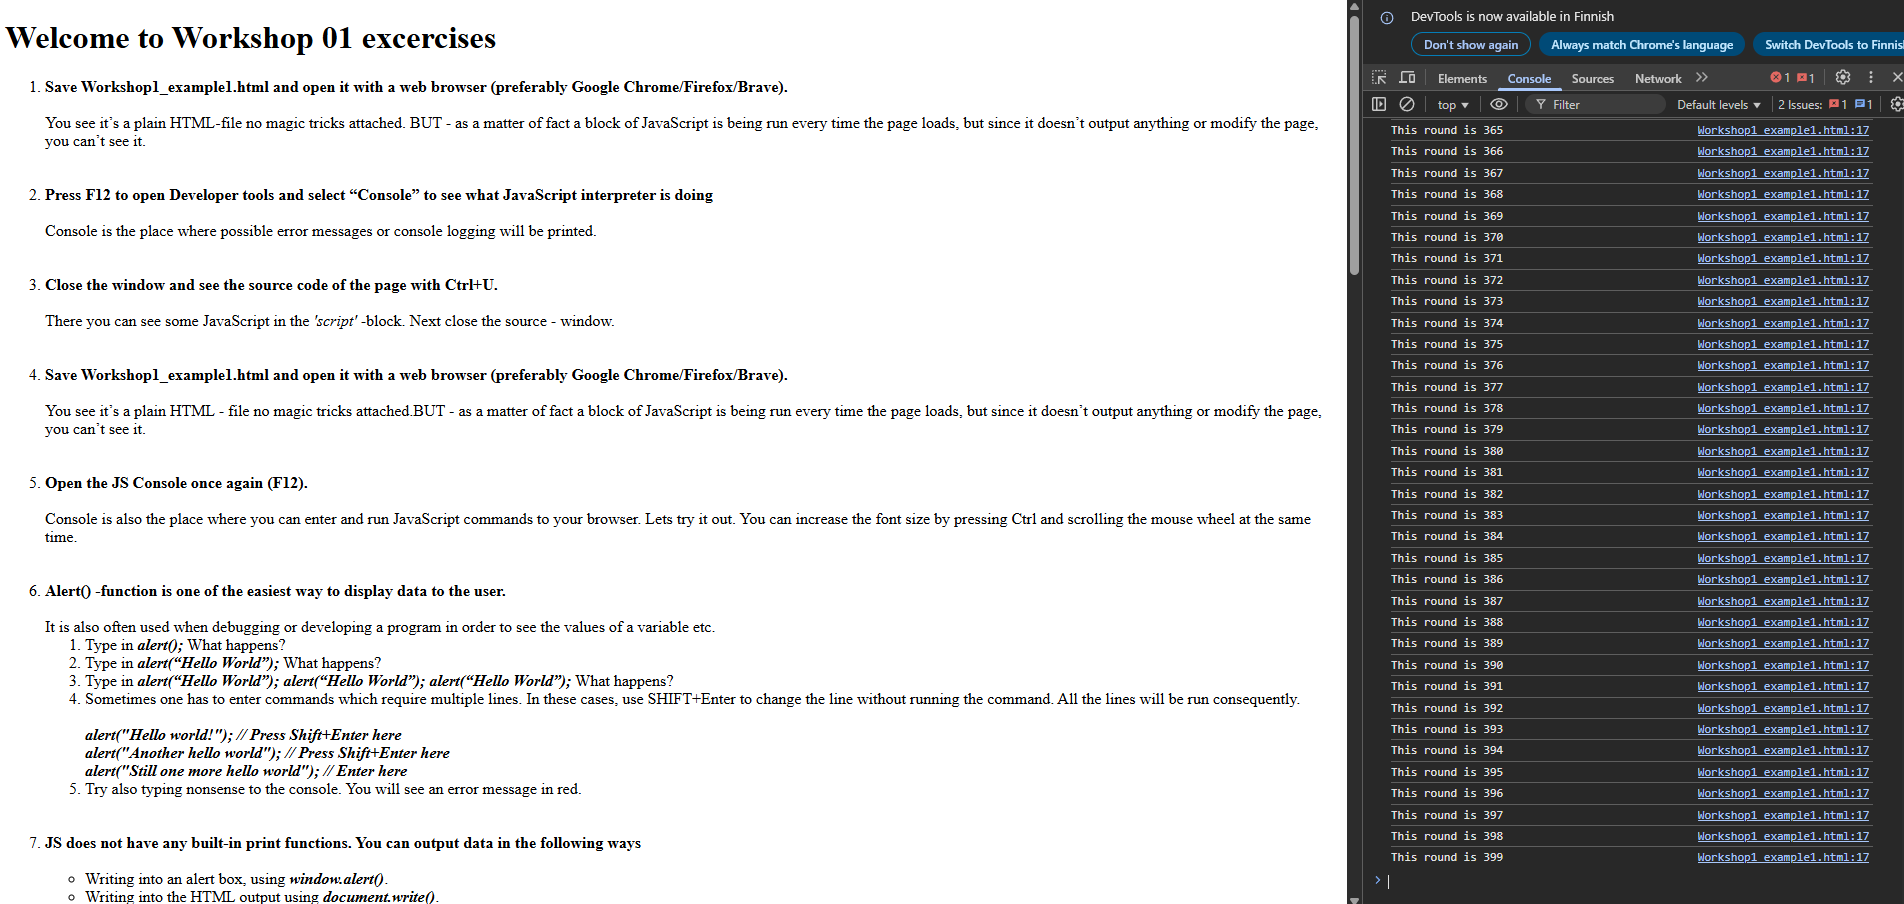 Welcome to Workshop 01 excercises
1. Save Workshop1_example1.html and open it with a web browser (preferably Google Chrome/Firefox/Brave).
You see it’s a plain HTML-file no magic tricks attached. BUT - as a matter of fact a block of JavaScript is being run every time the page loads, but since it doesn’t output anything or modify the page,
you can’t see it.
2. Press F12 to open Developer tools and select “Console” to see what JavaScript interpreter is doing
Console is the place where possible error messages or console logging will be printed.
3. Close the window and see the source code of the page with Ctrl+U.
There you can see some JavaScript in the 'script' -block. Next close the source - window.
4. Save Workshop1_example1.html and open it with a web browser (preferably Google Chrome/Firefox/Brave).
You see it’s a plain HTML - file no magic tricks attached.BUT - as a matter of fact a block of JavaScript is being run every time the page loads, but since it doesn’t output anything or modify the page,
you can’t see it.
5. Open the JS Console once again (F12).
Console is also the place where you can enter and run JavaScript commands to your browser. Lets try it out. You can increase the font size by pressing Ctrl and scrolling the mouse wheel at the same
time.
6. Alert() -function is one of the easiest way to display data to the user.
It is also often used when debugging or developing a program in order to see the values of a variable etc.
1. Type in alert(); What happens?
2. Type in alert(“Hello World”); What happens?
3. Type in alert(“Hello World”); alert(“Hello World”); alert(“Hello World”); What happens?
4. Sometimes one has to enter commands which require multiple lines. In these cases, use SHIFT+Enter to change the line without running the command. All the lines will be run consequently.
alert("Hello world!"); // Press Shift+Enter here
alert("Another hello world"); // Press Shift+Enter here
alert("Still one more hello world"); // Enter here
5. Try also typing nonsense to the console. You will see an error message in red.
7. JS does not have any built-in print functions. You can output data in the following ways
Writing into an alert box, using window.alert().
Writing into the HTML output using document.write().
DevTools is now available in Finnish
Don't show again Always match Chrome's language Switch DevTools to Finnis
Elements Console Sources Network 1 1
top Filter Default levels 2 Issues: 1 1
This round is 365 Workshop1_example1.html:17
This round is 366 Workshop1_example1.html:17
This round is 367 Workshop1_example1.html:17
This round is 368 Workshop1_example1.html:17
This round is 369 Workshop1_example1.html:17
This round is 370 Workshop1_example1.html:17
This round is 371 Workshop1_example1.html:17
This round is 372 Workshop1_example1.html:17
This round is 373 Workshop1_example1.html:17
This round is 374 Workshop1_example1.html:17
This round is 375 Workshop1_example1.html:17
This round is 376 Workshop1_example1.html:17
This round is 377 Workshop1_example1.html:17
This round is 378 Workshop1_example1.html:17
This round is 379 Workshop1_example1.html:17
This round is 380 Workshop1_example1.html:17
This round is 381 Workshop1_example1.html:17
This round is 382 Workshop1_example1.html:17
This round is 383 Workshop1_example1.html:17
This round is 384 Workshop1_example1.html:17
This round is 385 Workshop1_example1.html:17
This round is 386 Workshop1_example1.html:17
This round is 387 Workshop1_example1.html:17
This round is 388 Workshop1_example1.html:17
This round is 389 Workshop1_example1.html:17
This round is 390 Workshop1_example1.html:17
This round is 391 Workshop1_example1.html:17
This round is 392 Workshop1_example1.html:17
This round is 393 Workshop1_example1.html:17
This round is 394 Workshop1_example1.html:17
This round is 395 Workshop1_example1.html:17
This round is 396 Workshop1_example1.html:17
This round is 397 Workshop1_example1.html:17
This round is 398 Workshop1_example1.html:17
This round is 399 Workshop1_example1.html:17